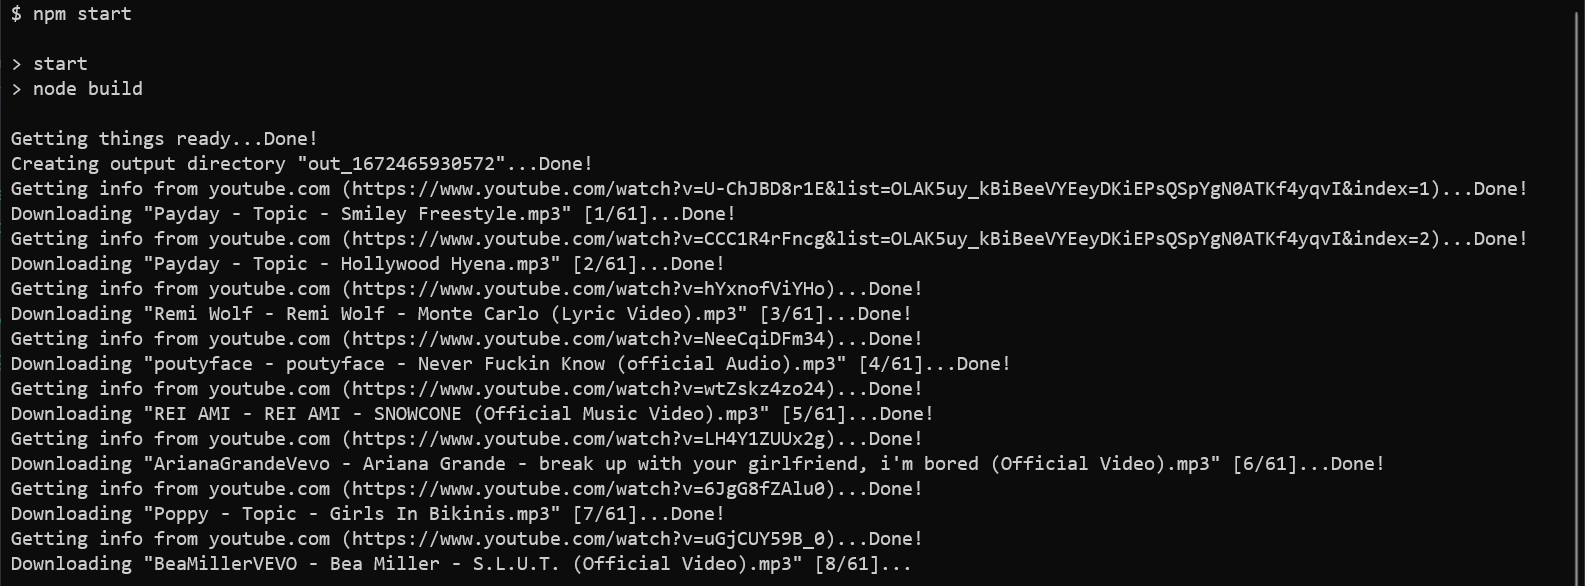 $ npm start
> start
> node build
Getting things ready...Done!
Creating output directory "out_1672465930572"...Done!
Getting info from youtube.com (https://www.youtube.com/watch?v=U-ChJBD8r1E&list=OLAK5uy_kBiBeeVYEeyDKiEPsQSpYgN0ATKf4yqvI&index=1)...Done!
Downloading "Payday - Topic - Smiley Freestyle.mp3" [1/61]...Done!
Getting info from youtube.com (https://www.youtube.com/watch?v=CCC1R4rFncg&list=OLAK5uy_kBiBeeVYEeyDKiEPsQSpYgN0ATKf4yqvI&index=2)...Done!
Downloading "Payday - Topic - Hollywood Hyena.mp3" [2/61]...Done!
Getting info from youtube.com (https://www.youtube.com/watch?v=hYxnofViYHo)...Done!
Downloading "Remi Wolf - Remi Wolf - Monte Carlo (Lyric Video).mp3" [3/61]...Done!
Getting info from youtube.com (https://www.youtube.com/watch?v=NeeCqiDFm34)...Done!
Downloading "poutyface - poutyface - Never Fuckin Know (official Audio).mp3" [4/61]...Done!
Getting info from youtube.com (https://www.youtube.com/watch?v=wtZskz4zo24)...Done!
Downloading "REI AMI - REI AMI - SNOWCONE (Official Music Video).mp3" [5/61]...Done!
Getting info from youtube.com (https://www.youtube.com/watch?v=LH4Y1ZUUx2g)...Done!
Downloading "ArianaGrandeVevo - Ariana Grande - break up with your girlfriend, i'm bored (Official Video).mp3" [6/61]...Done!
Getting info from youtube.com (https://www.youtube.com/watch?v=6JgG8fZAlu0)...Done!
Downloading "Poppy - Topic - Girls In Bikinis.mp3" [7/61]...Done!
Getting info from youtube.com (https://www.youtube.com/watch?v=uGjCUY59B_0)...Done!
Downloading "BeaMillerVEVO - Bea Miller - S.L.U.T. (Official Video).mp3" [8/61]...